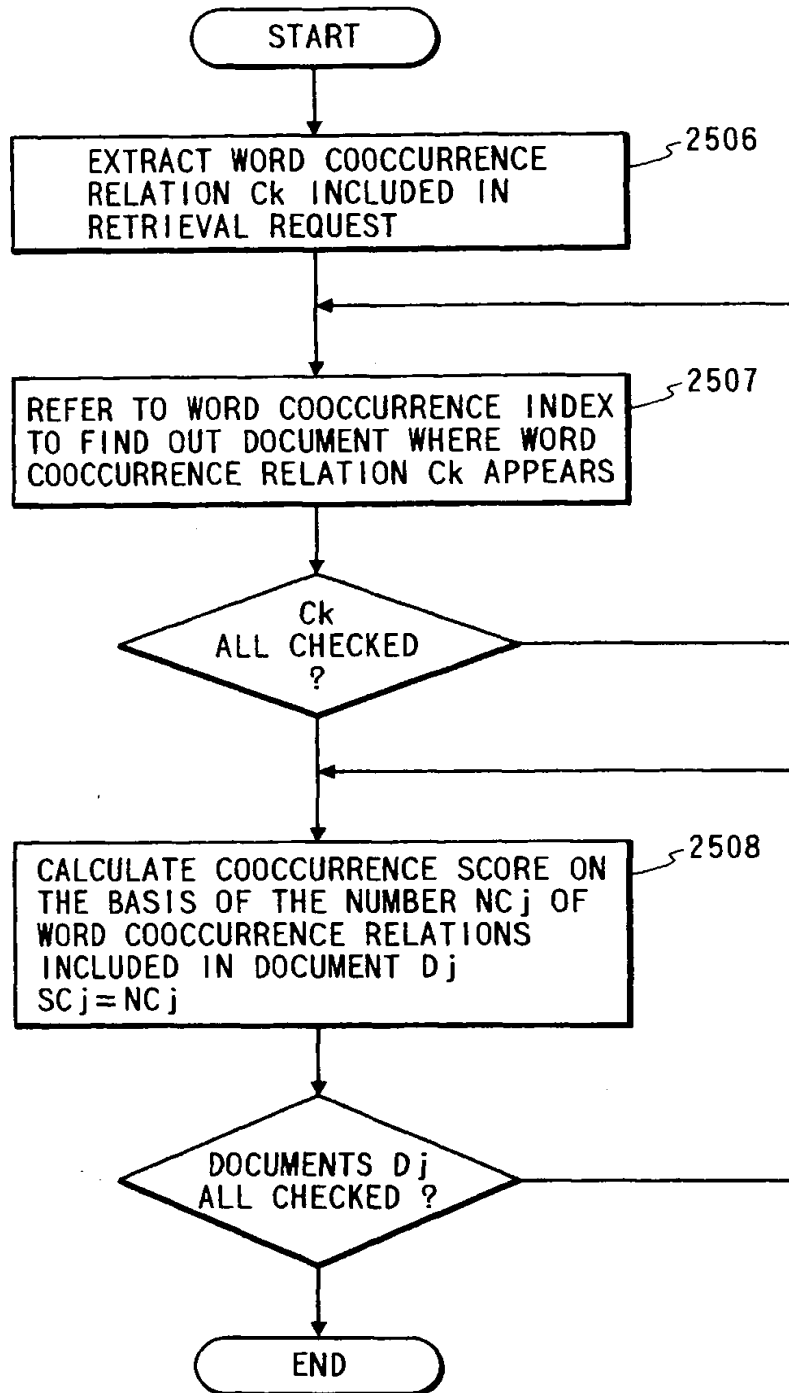 START
2506
EXTRACT WORD COOCCURRENCE
RELATION Ck INCLUDED IN
RETRIEVAL REQUEST
2507
REFER TO WORD COOCCURRENCE INDEX
TO FIND OUT DOCUMENT WHERE WORD
COOCCURRENCE RELATION Ck APPEARS
Ck
ALL CHECKED
?
2508
CALCULATE COOCCURRENCE SCORE ON
THE BASIS OF THE NUMBER NCj OF
WORD COOCCURRENCE RELATIONS
INCLUDED IN DOCUMENT Dj
SCj=NCj
DOCUMENTS Dj
ALL CHECKED ?
END